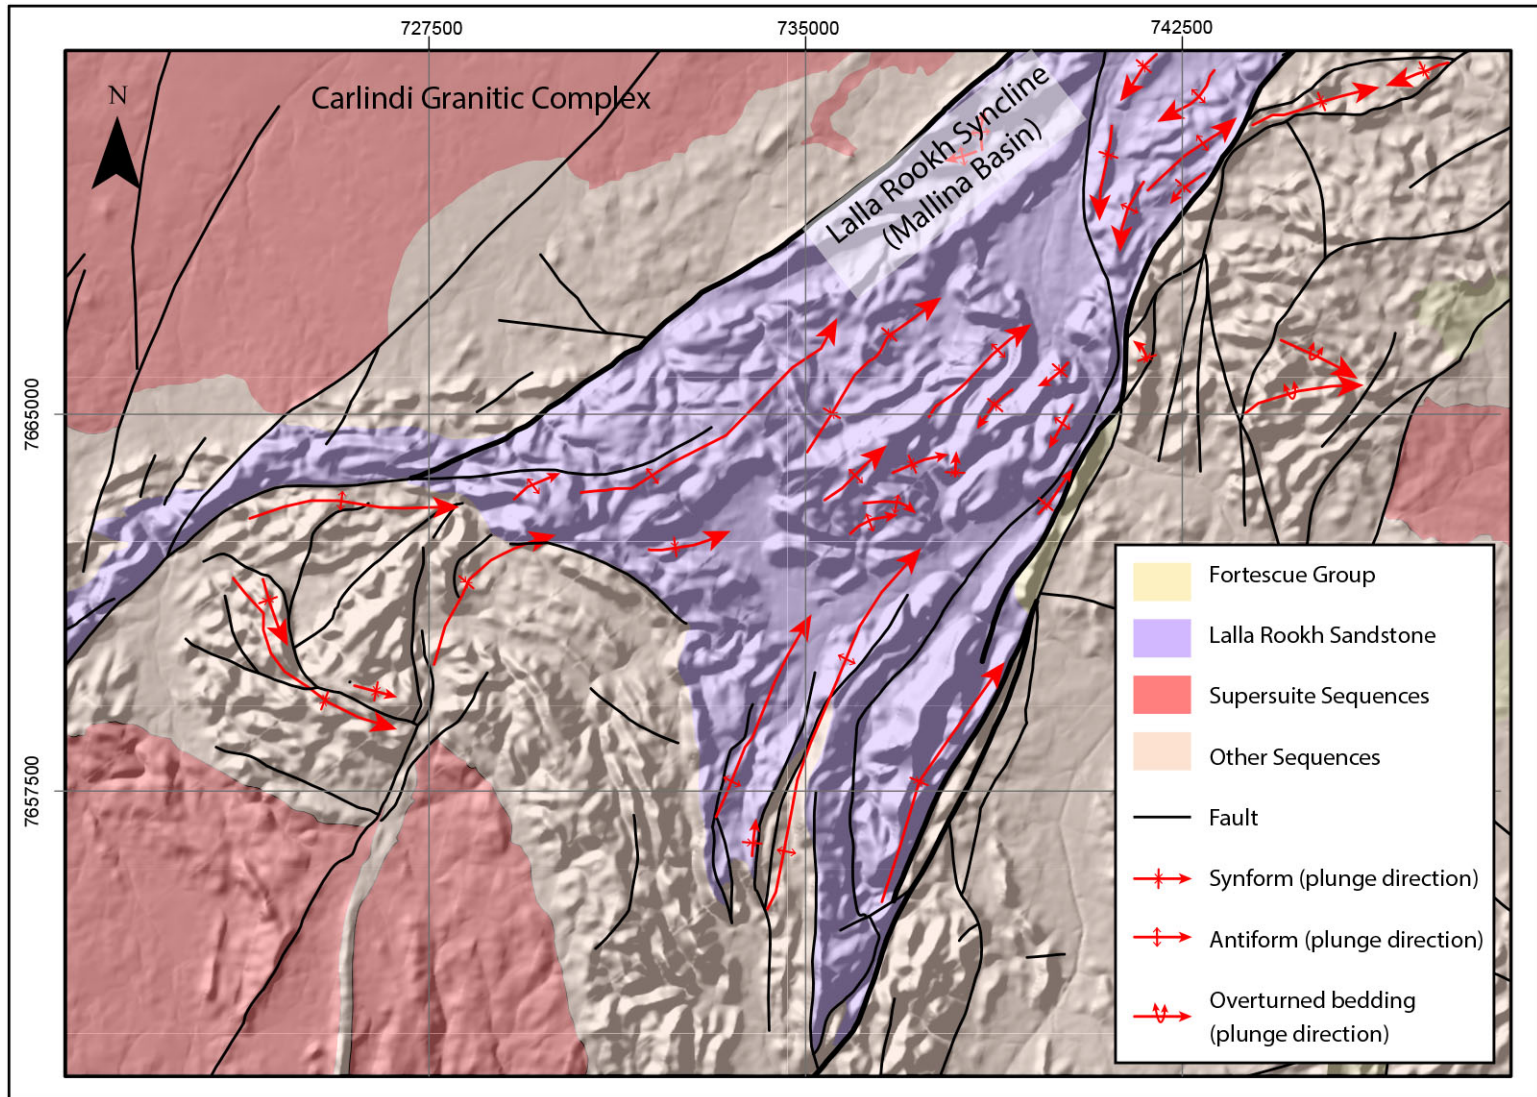 727500
735000
742500
N
Carlindi Granitic Complex
Lalla Rookh Syncline
(Mallina Basin)
7665000
7657500
Fortescue Group
Lalla Rookh Sandstone
Supersuite Sequences
Other Sequences
Fault
Synform (plunge direction)
Antiform (plunge direction)
Overturned bedding
(plunge direction)